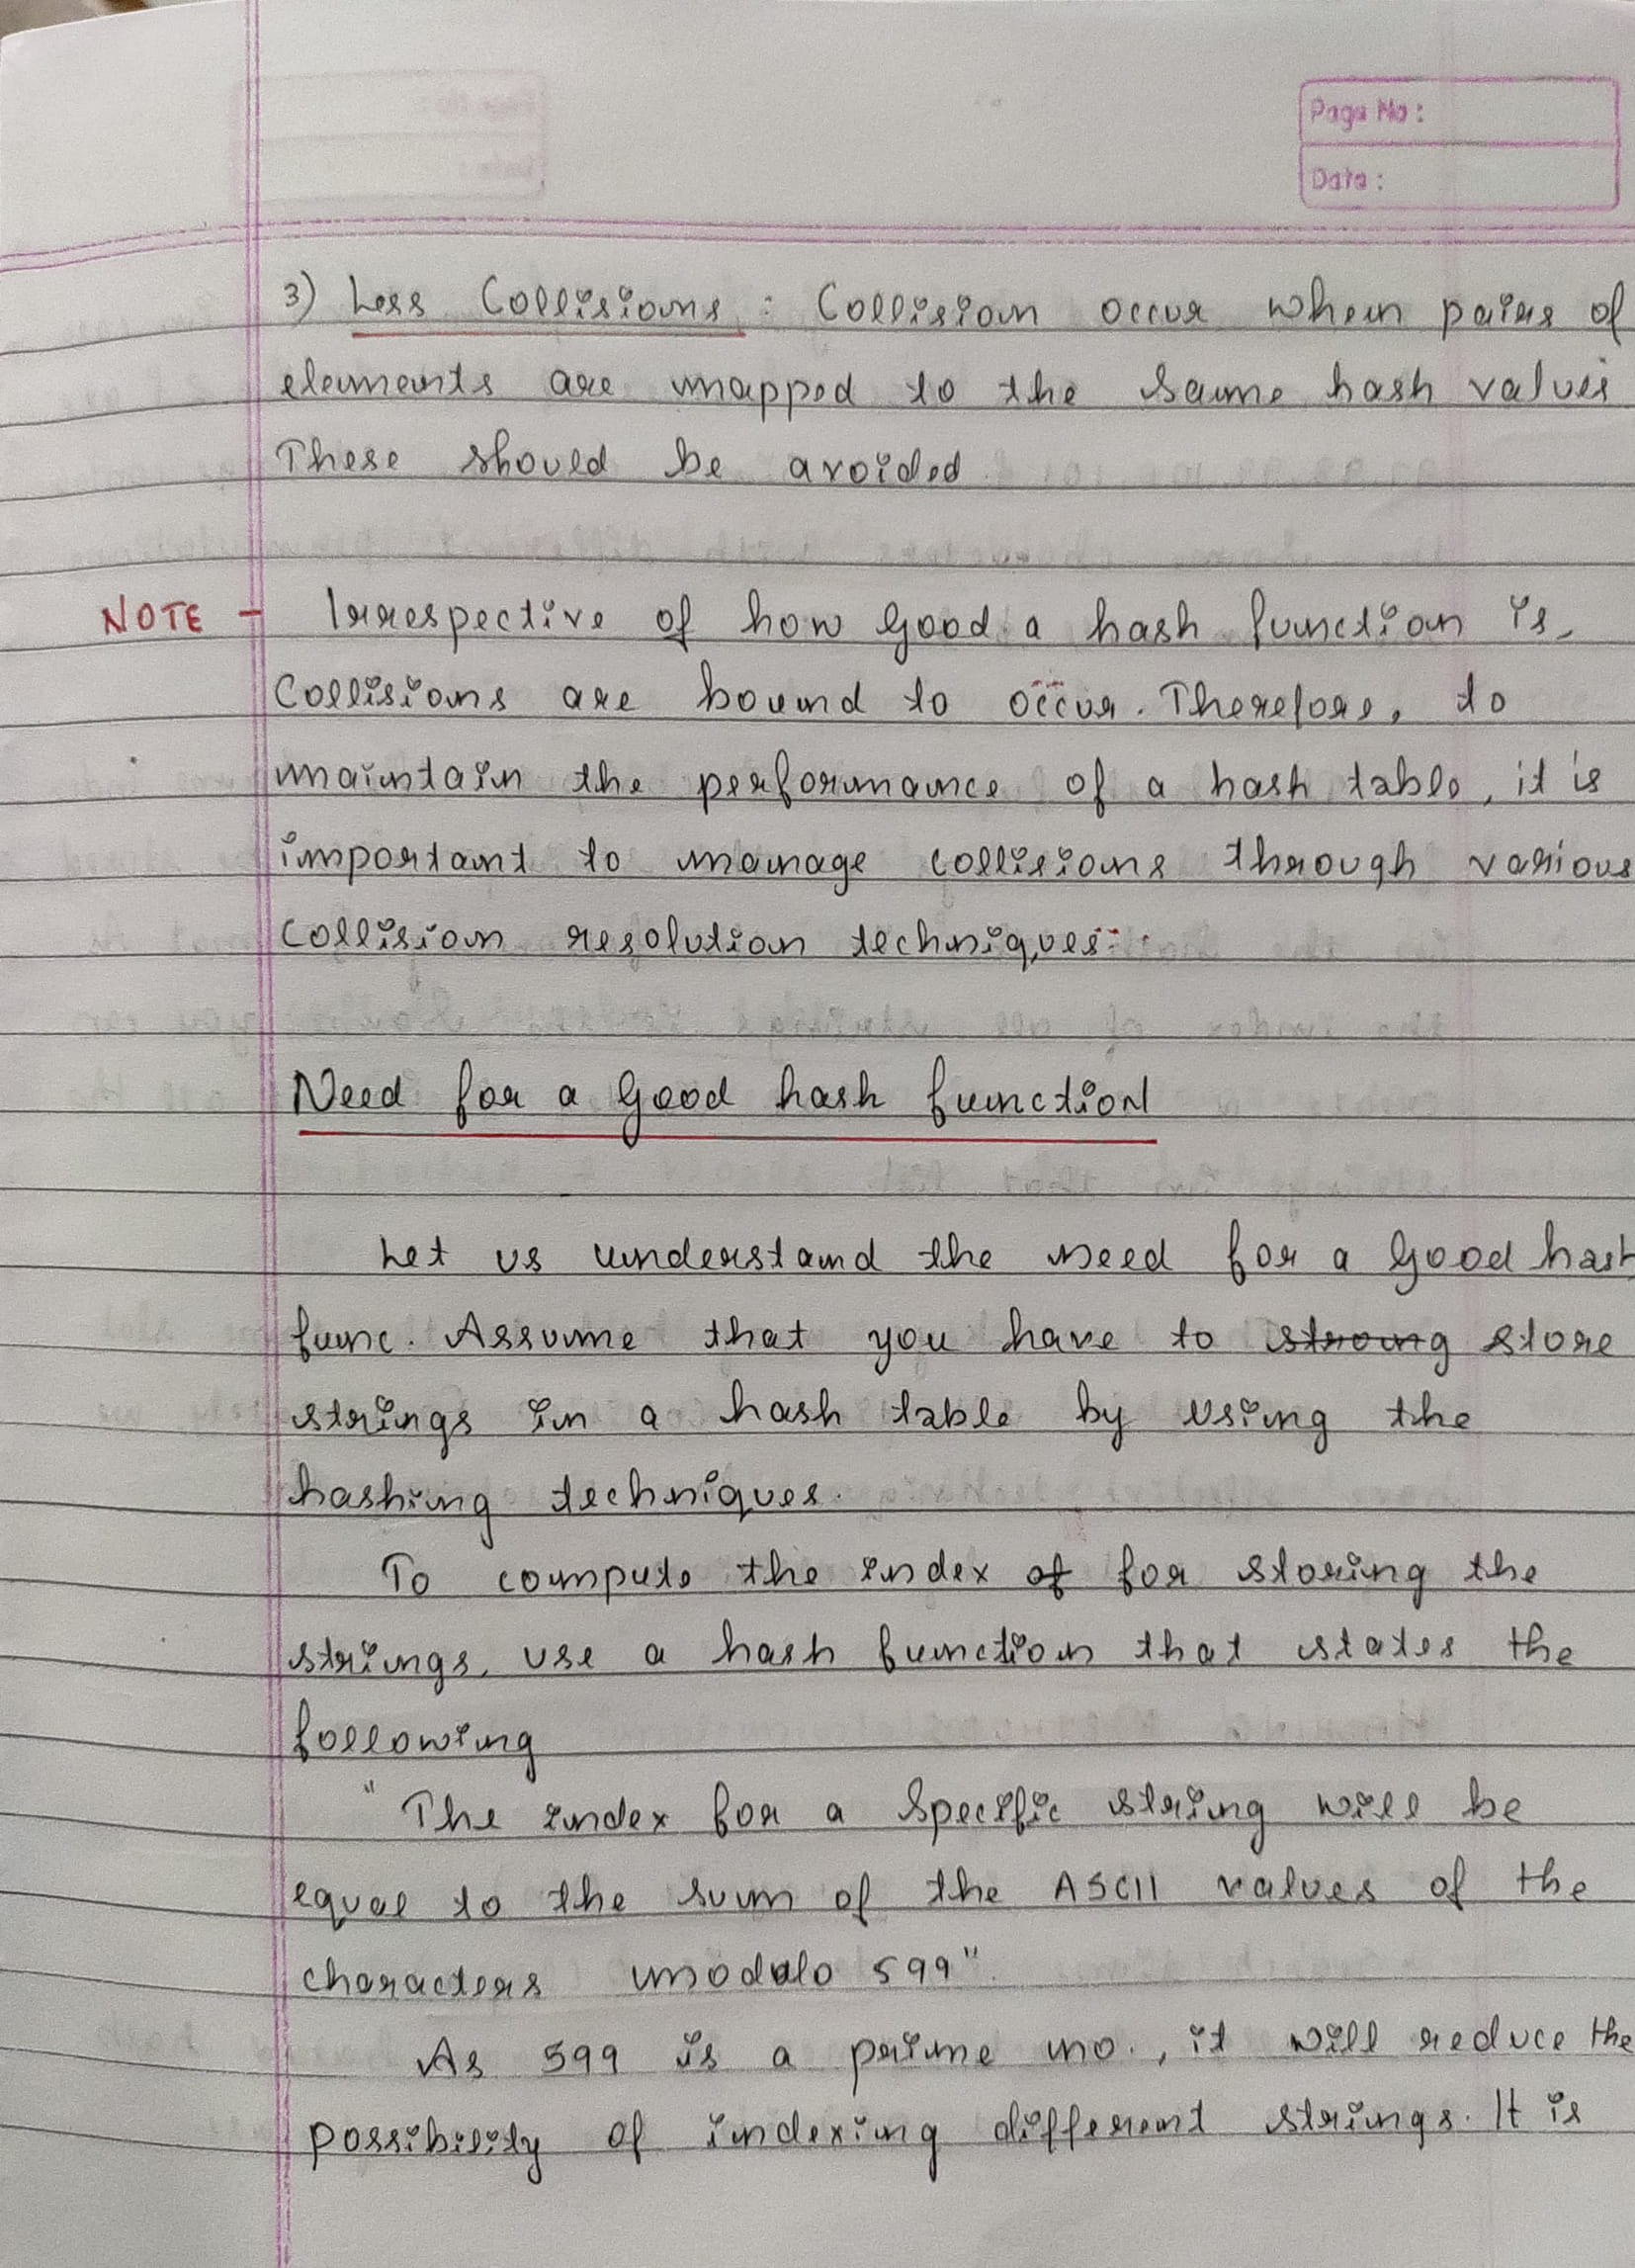 Page No:
Date:
3) Less Collisions : Collision occur when pairs of
elements are mapped to the same hash values
These should be avoided
NOTE - Irrespective of how good a hash function is,
Collisions are bound to occur. Therefore, to
maintain the performance of a hash table, it is
important to manage collisions through various
collision resolution techniques.
Need for a good hash function
Let us understand the need for a good hash
func. Assume that you have to strong store
strings in a hash table by using the
hashing techniques.
To compute the index of for storing the
strings, use a hash function that states the
following
"The index for a specific string will be
equal to the sum of the ASCII values of the
characters modulo 599".
As 599 is a prime no., it will reduce the
possibility of indexing different strings. It is